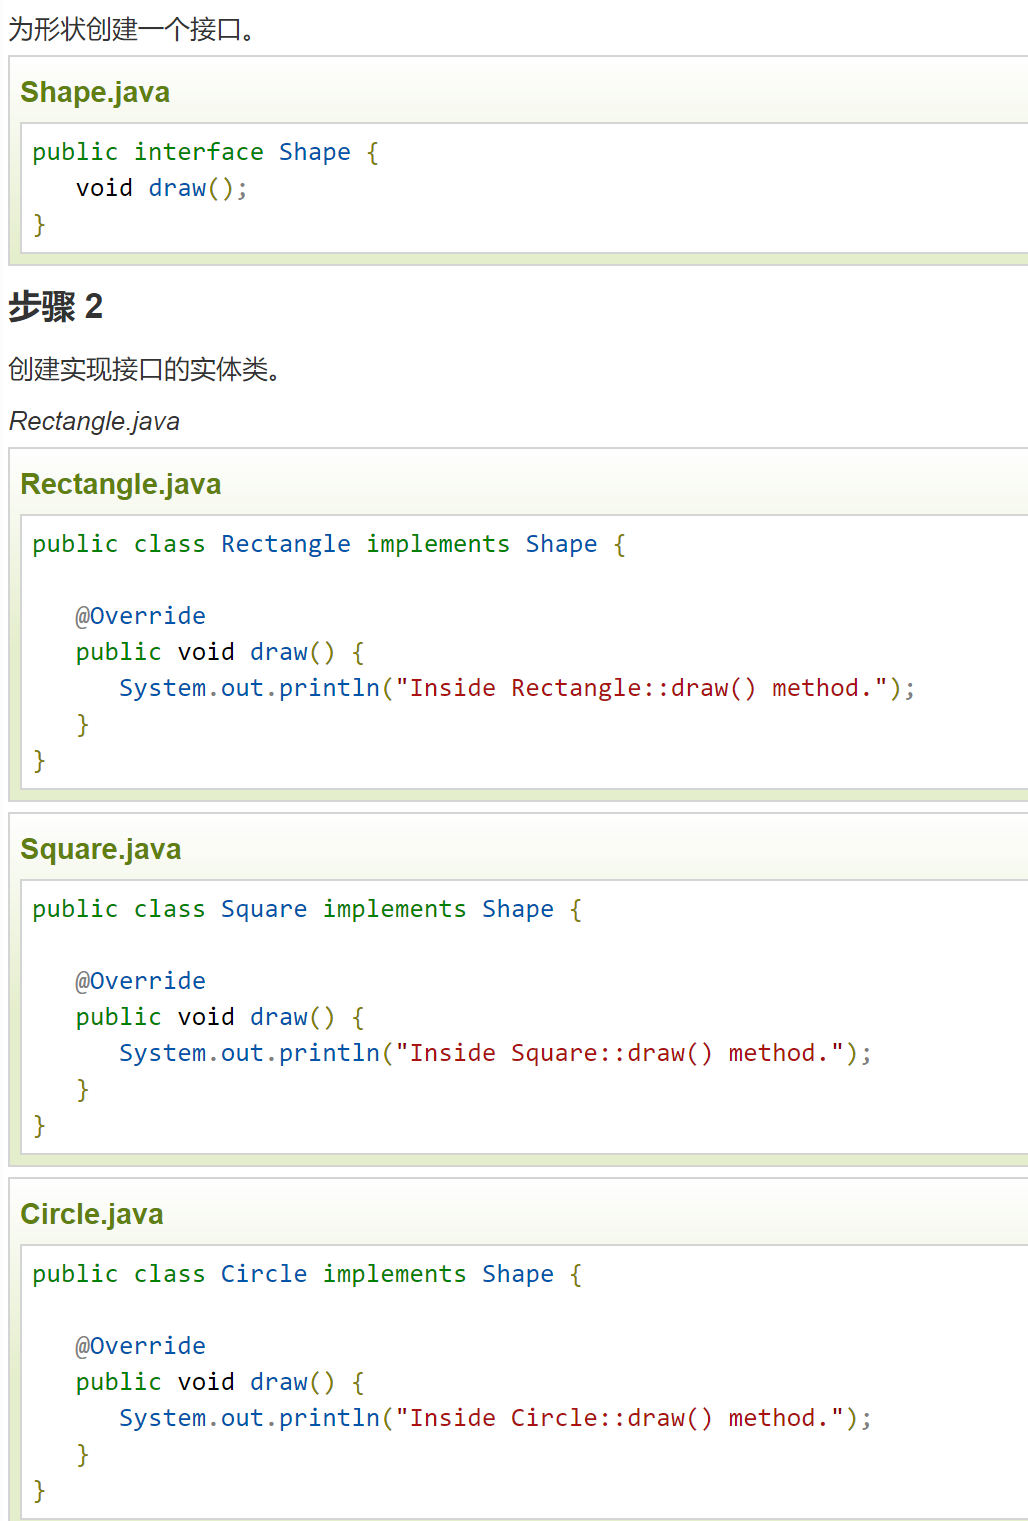 为形状创建一个接口。
Shape.java
public interface Shape {
   void draw();
}
步骤 2
创建实现接口的实体类。
Rectangle.java
Rectangle.java
public class Rectangle implements Shape {
   @Override
   public void draw() {
      System.out.println("Inside Rectangle::draw() method.");
   }
}
Square.java
public class Square implements Shape {
   @Override
   public void draw() {
      System.out.println("Inside Square::draw() method.");
   }
}
Circle.java
public class Circle implements Shape {
   @Override
   public void draw() {
      System.out.println("Inside Circle::draw() method.");
   }
}